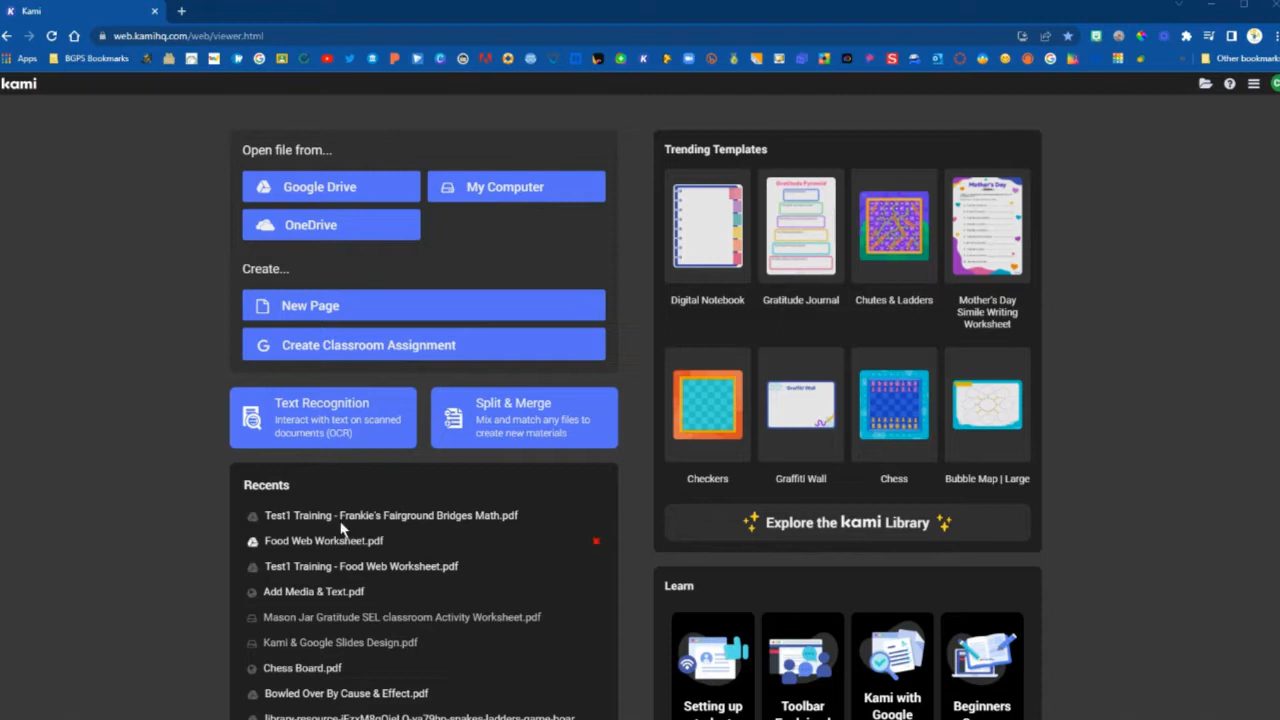 Kami
web.kamihq.com/web/viewer.html
Apps
BGPS Bookmarks
Other bookmarks
kami
Open file from...
Google Drive
My Computer
OneDrive
Create...
New Page
Create Classroom Assignment
Text Recognition
Interact with text on scanned
documents (OCR)
Split & Merge
Mix and match any files to
create new materials
Recents
Test1 Training - Frankie's Fairground Bridges Math.pdf
Food Web Worksheet.pdf
Test1 Training - Food Web Worksheet.pdf
Add Media & Text.pdf
Mason Jar Gratitude SEL classroom Activity Worksheet.pdf
Kami & Google Slides Design.pdf
Chess Board.pdf
Bowled Over By Cause & Effect.pdf
Trending Templates
Gratitude Pyramid
Mother's Day
Digital Notebook
Gratitude Journal
Chutes & Ladders
Mother's Day
Simile Writing
Worksheet
Graffiti Wall
Checkers
Graffiti Wall
Chess
Bubble Map | Large
Explore the kami Library
Learn
Setting up
Toolbar
Kami with
Google
Beginners